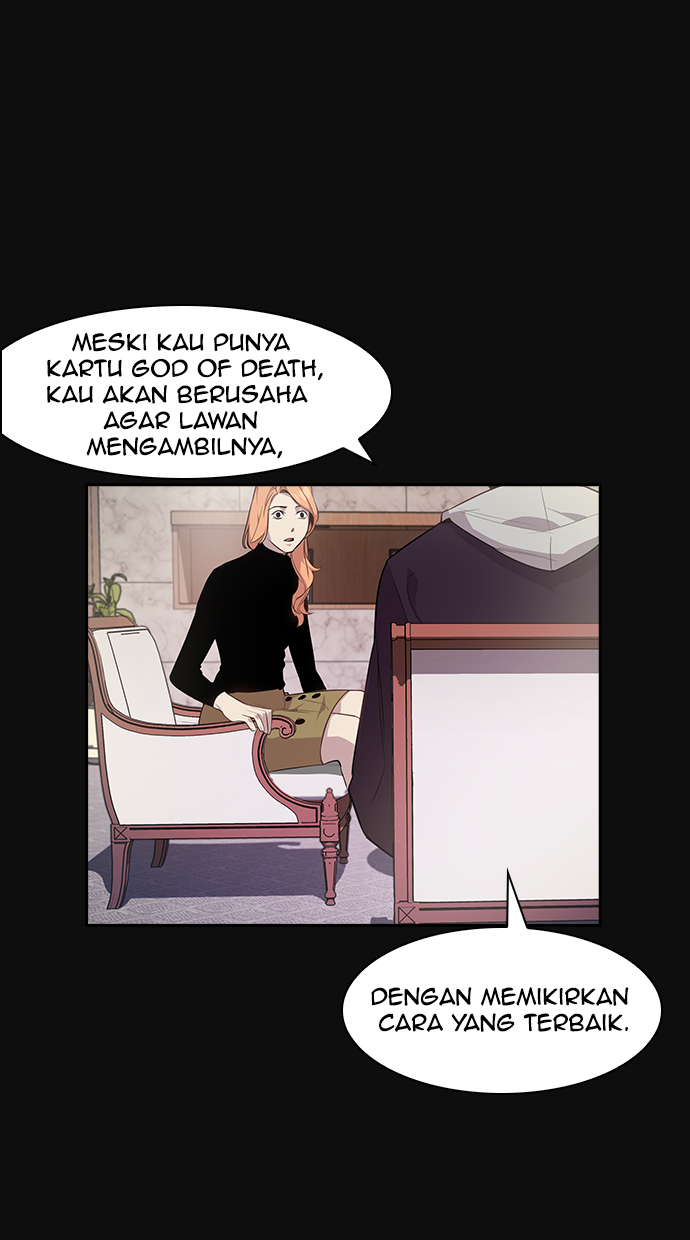 MESKI KAU PUNYA
KARTU GOD OF DEATH,
KAU AKAN BERUSAHA
AGAR LAWAN
MENGAMBILNYA,
DENGAN MEMIKIRKAN
CARA YANG TERBAIK.